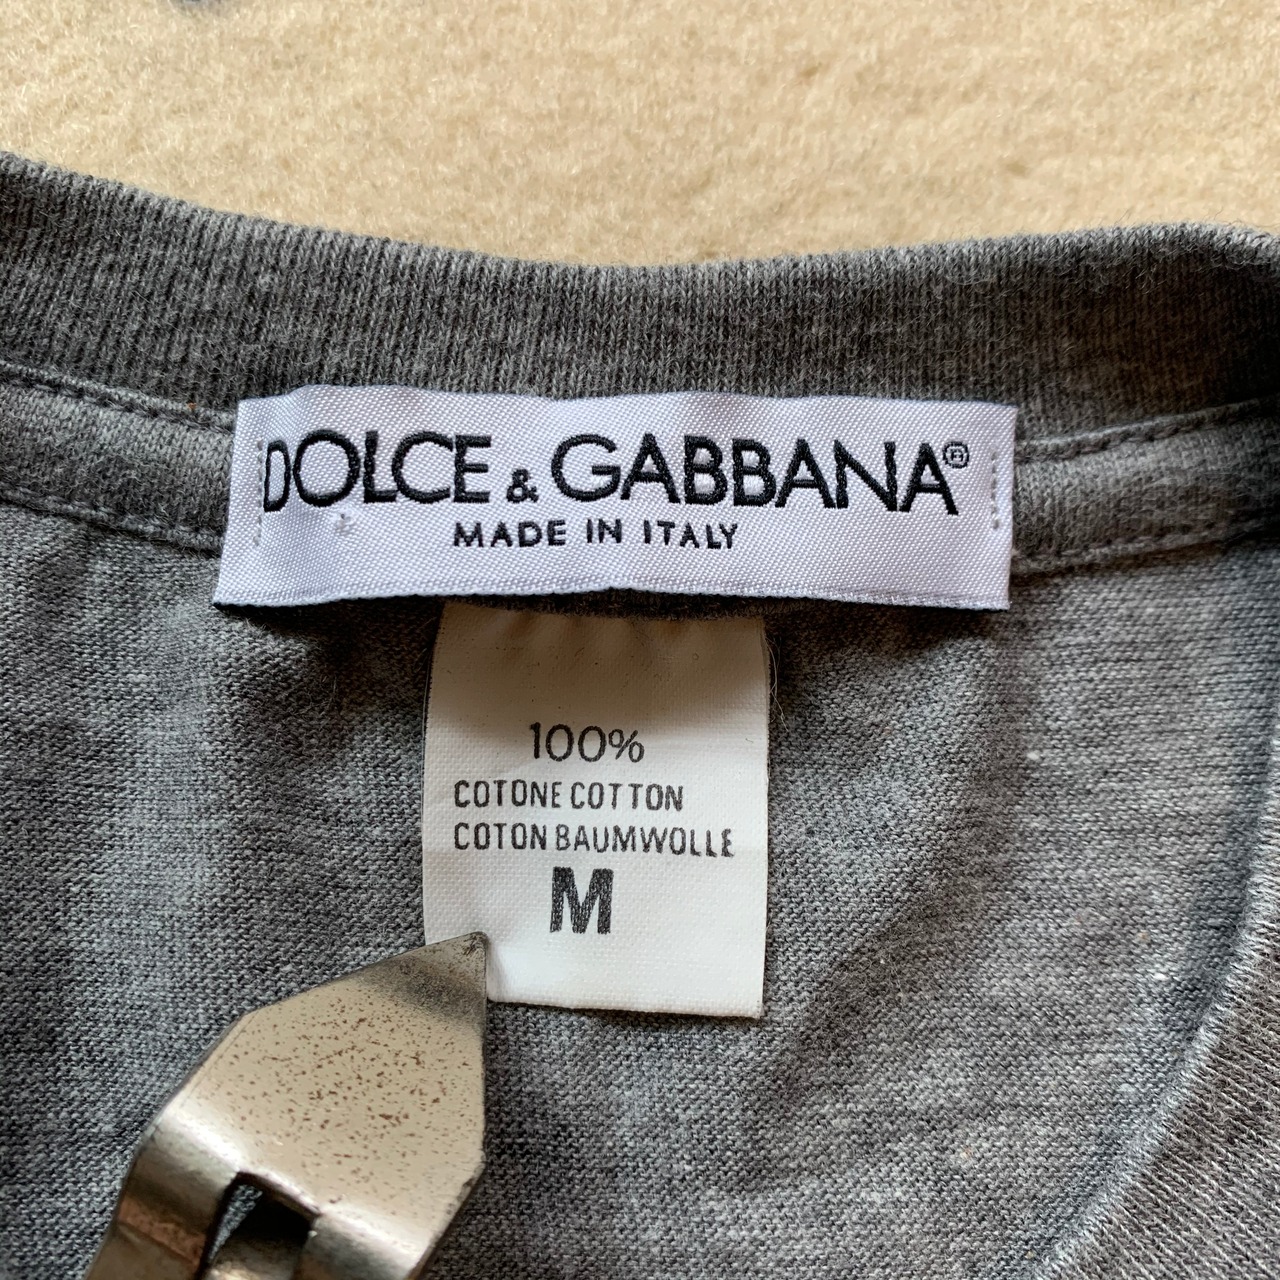 DOLCE & GABBANA®
MADE IN ITALY
100%
COTONE COTTON
COTON BAUMWOLLE
M